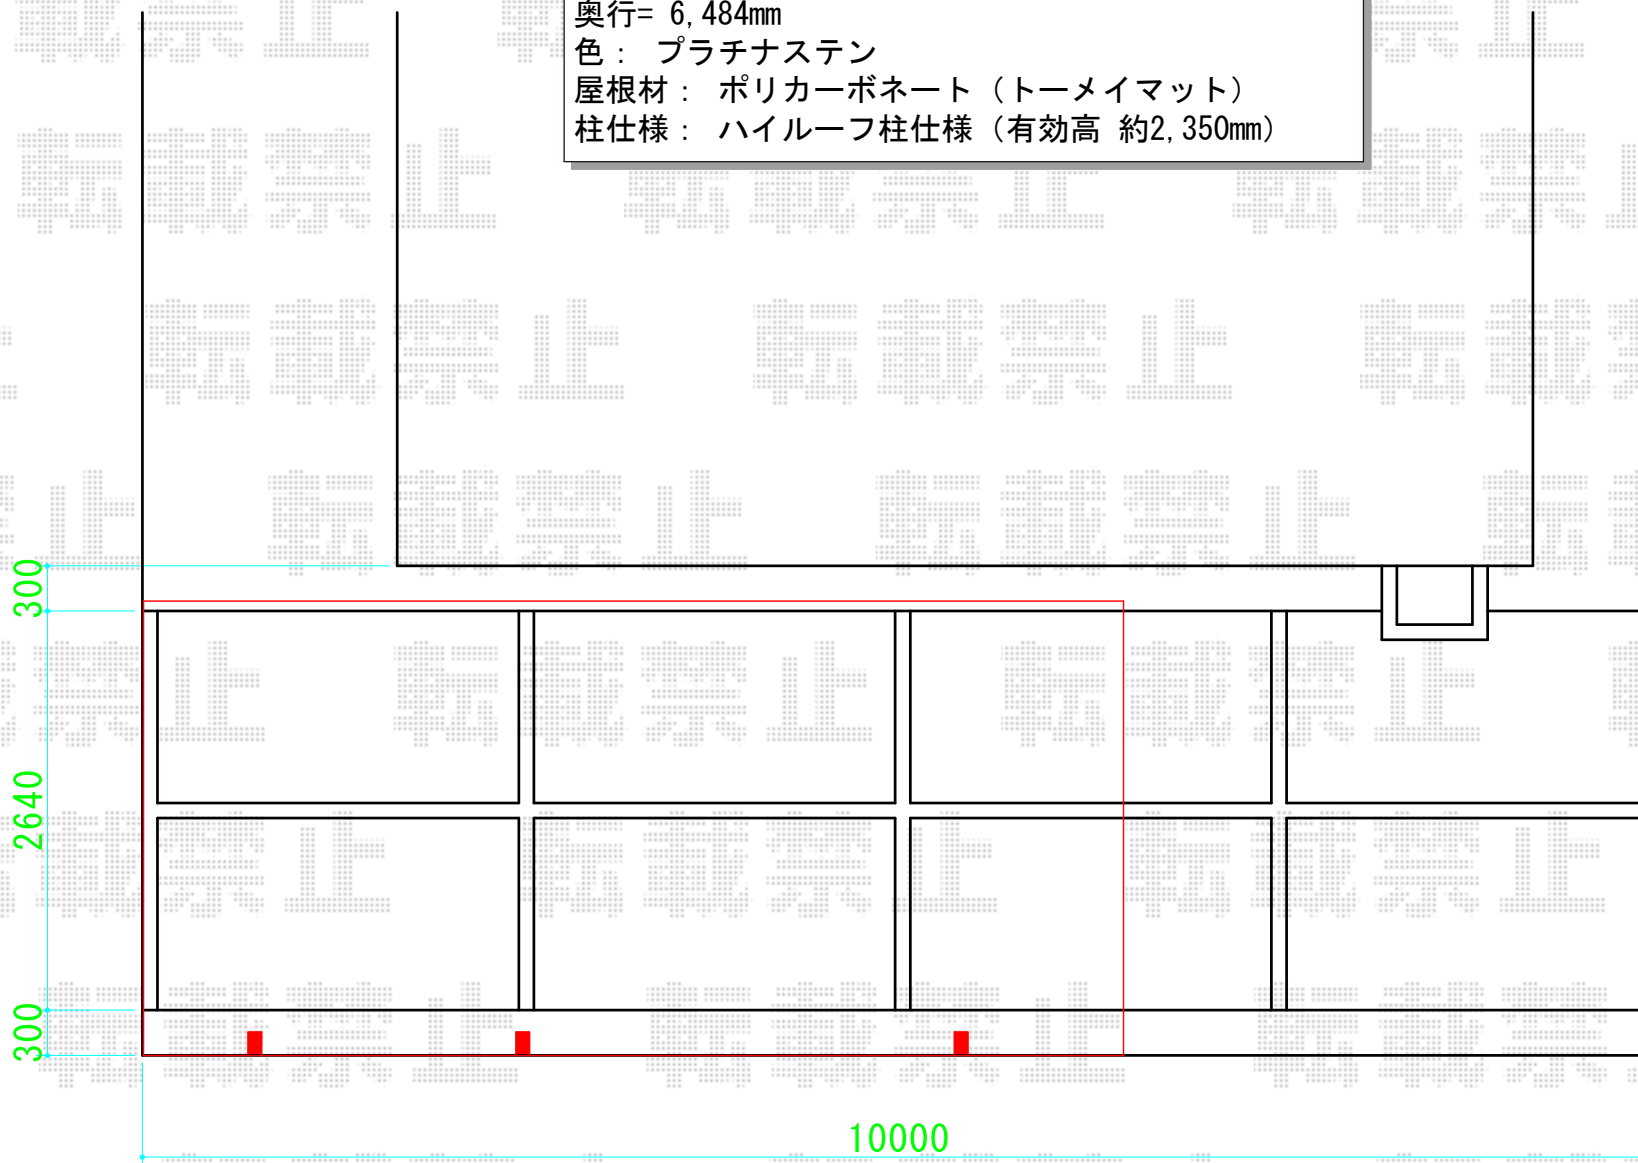 奥行= 6,484mm
色： プラチナステン
屋根材： ポリカーボネート（トーメイマット）
柱仕様： ハイルーフ柱仕様（有効高 約2,350mm）
転載禁止
300
2640
300
10000